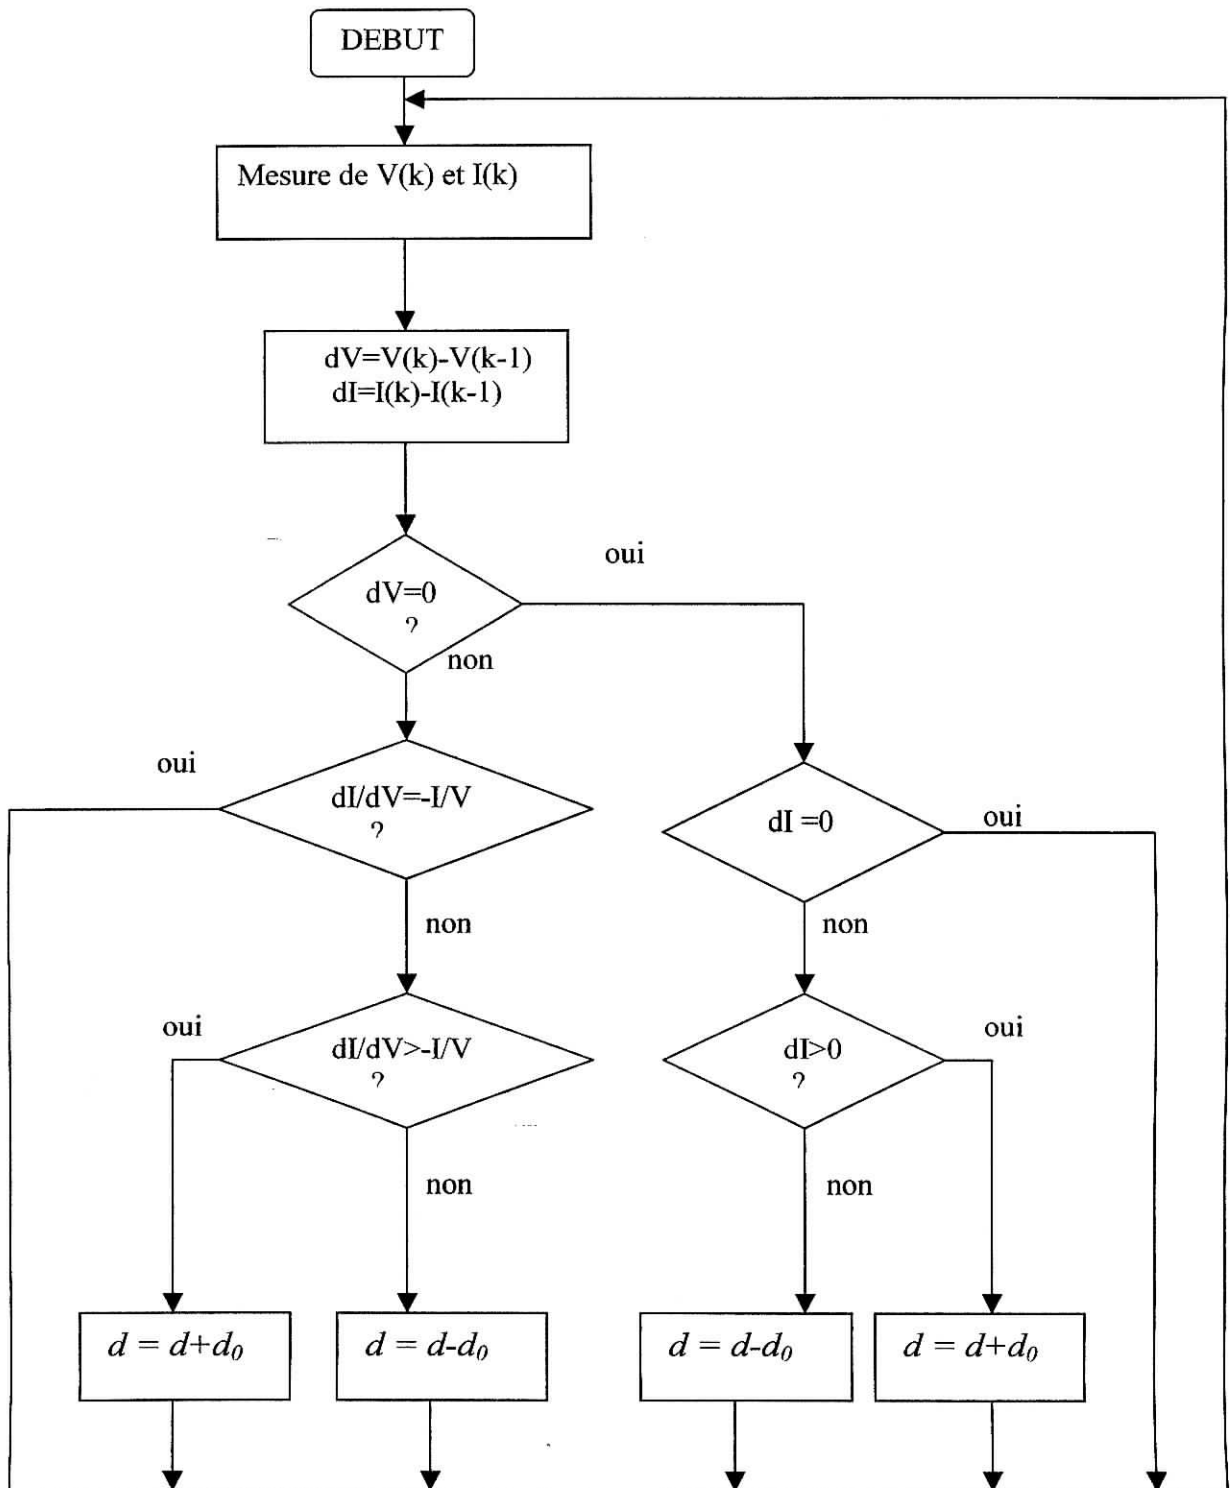 DEBUT
Mesure de V(k) et I(k)
dV=V(k)-V(k-1)
dI=I(k)-I(k-1)
oui
dV=0
?
non
oui
dI/dV=-I/V
?
dI =0
oui
non
non
oui
dI/dV>-I/V
?
dI>0
?
oui
non
non
d = d+d₀
d = d-d₀
d = d-d₀
d = d+d₀